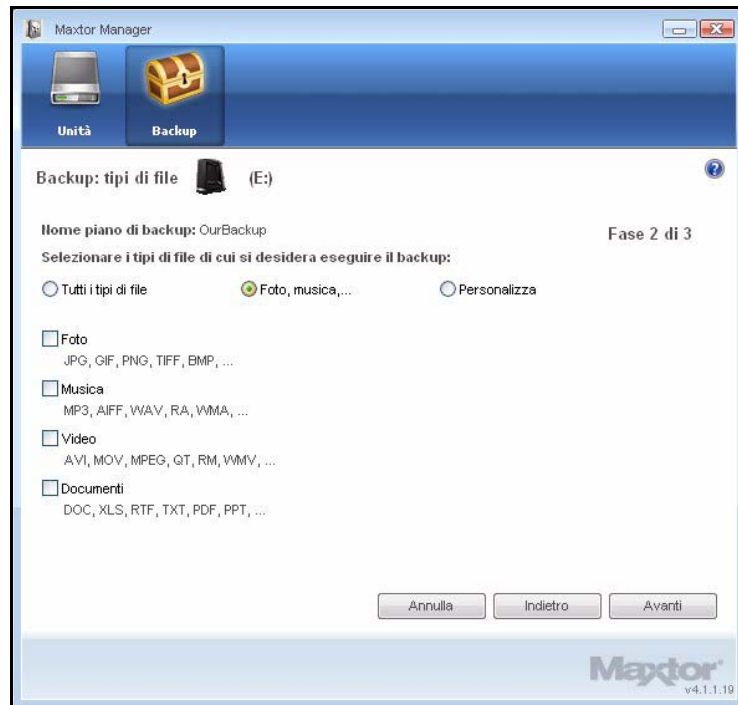 Maxtor Manager
Unità Backup
Backup: tipi di file (E:)
Nome piano di backup: OurBackup
Fase 2 di 3
Selezionare i tipi di file di cui si desidera eseguire il backup:
Tutti i tipi di file Foto, musica,... Personalizza
Foto
JPG, GIF, PNG, TIFF, BMP, ...
Musica
MP3, AIFF, WAV, RA, WMA, ...
Video
AVI, MOV, MPEG, QT, RM, WMV, ...
Documenti
DOC, XLS, RTF, TXT, PDF, PPT, ...
Annulla Indietro Avanti
Maxtor
v4.1.1.19